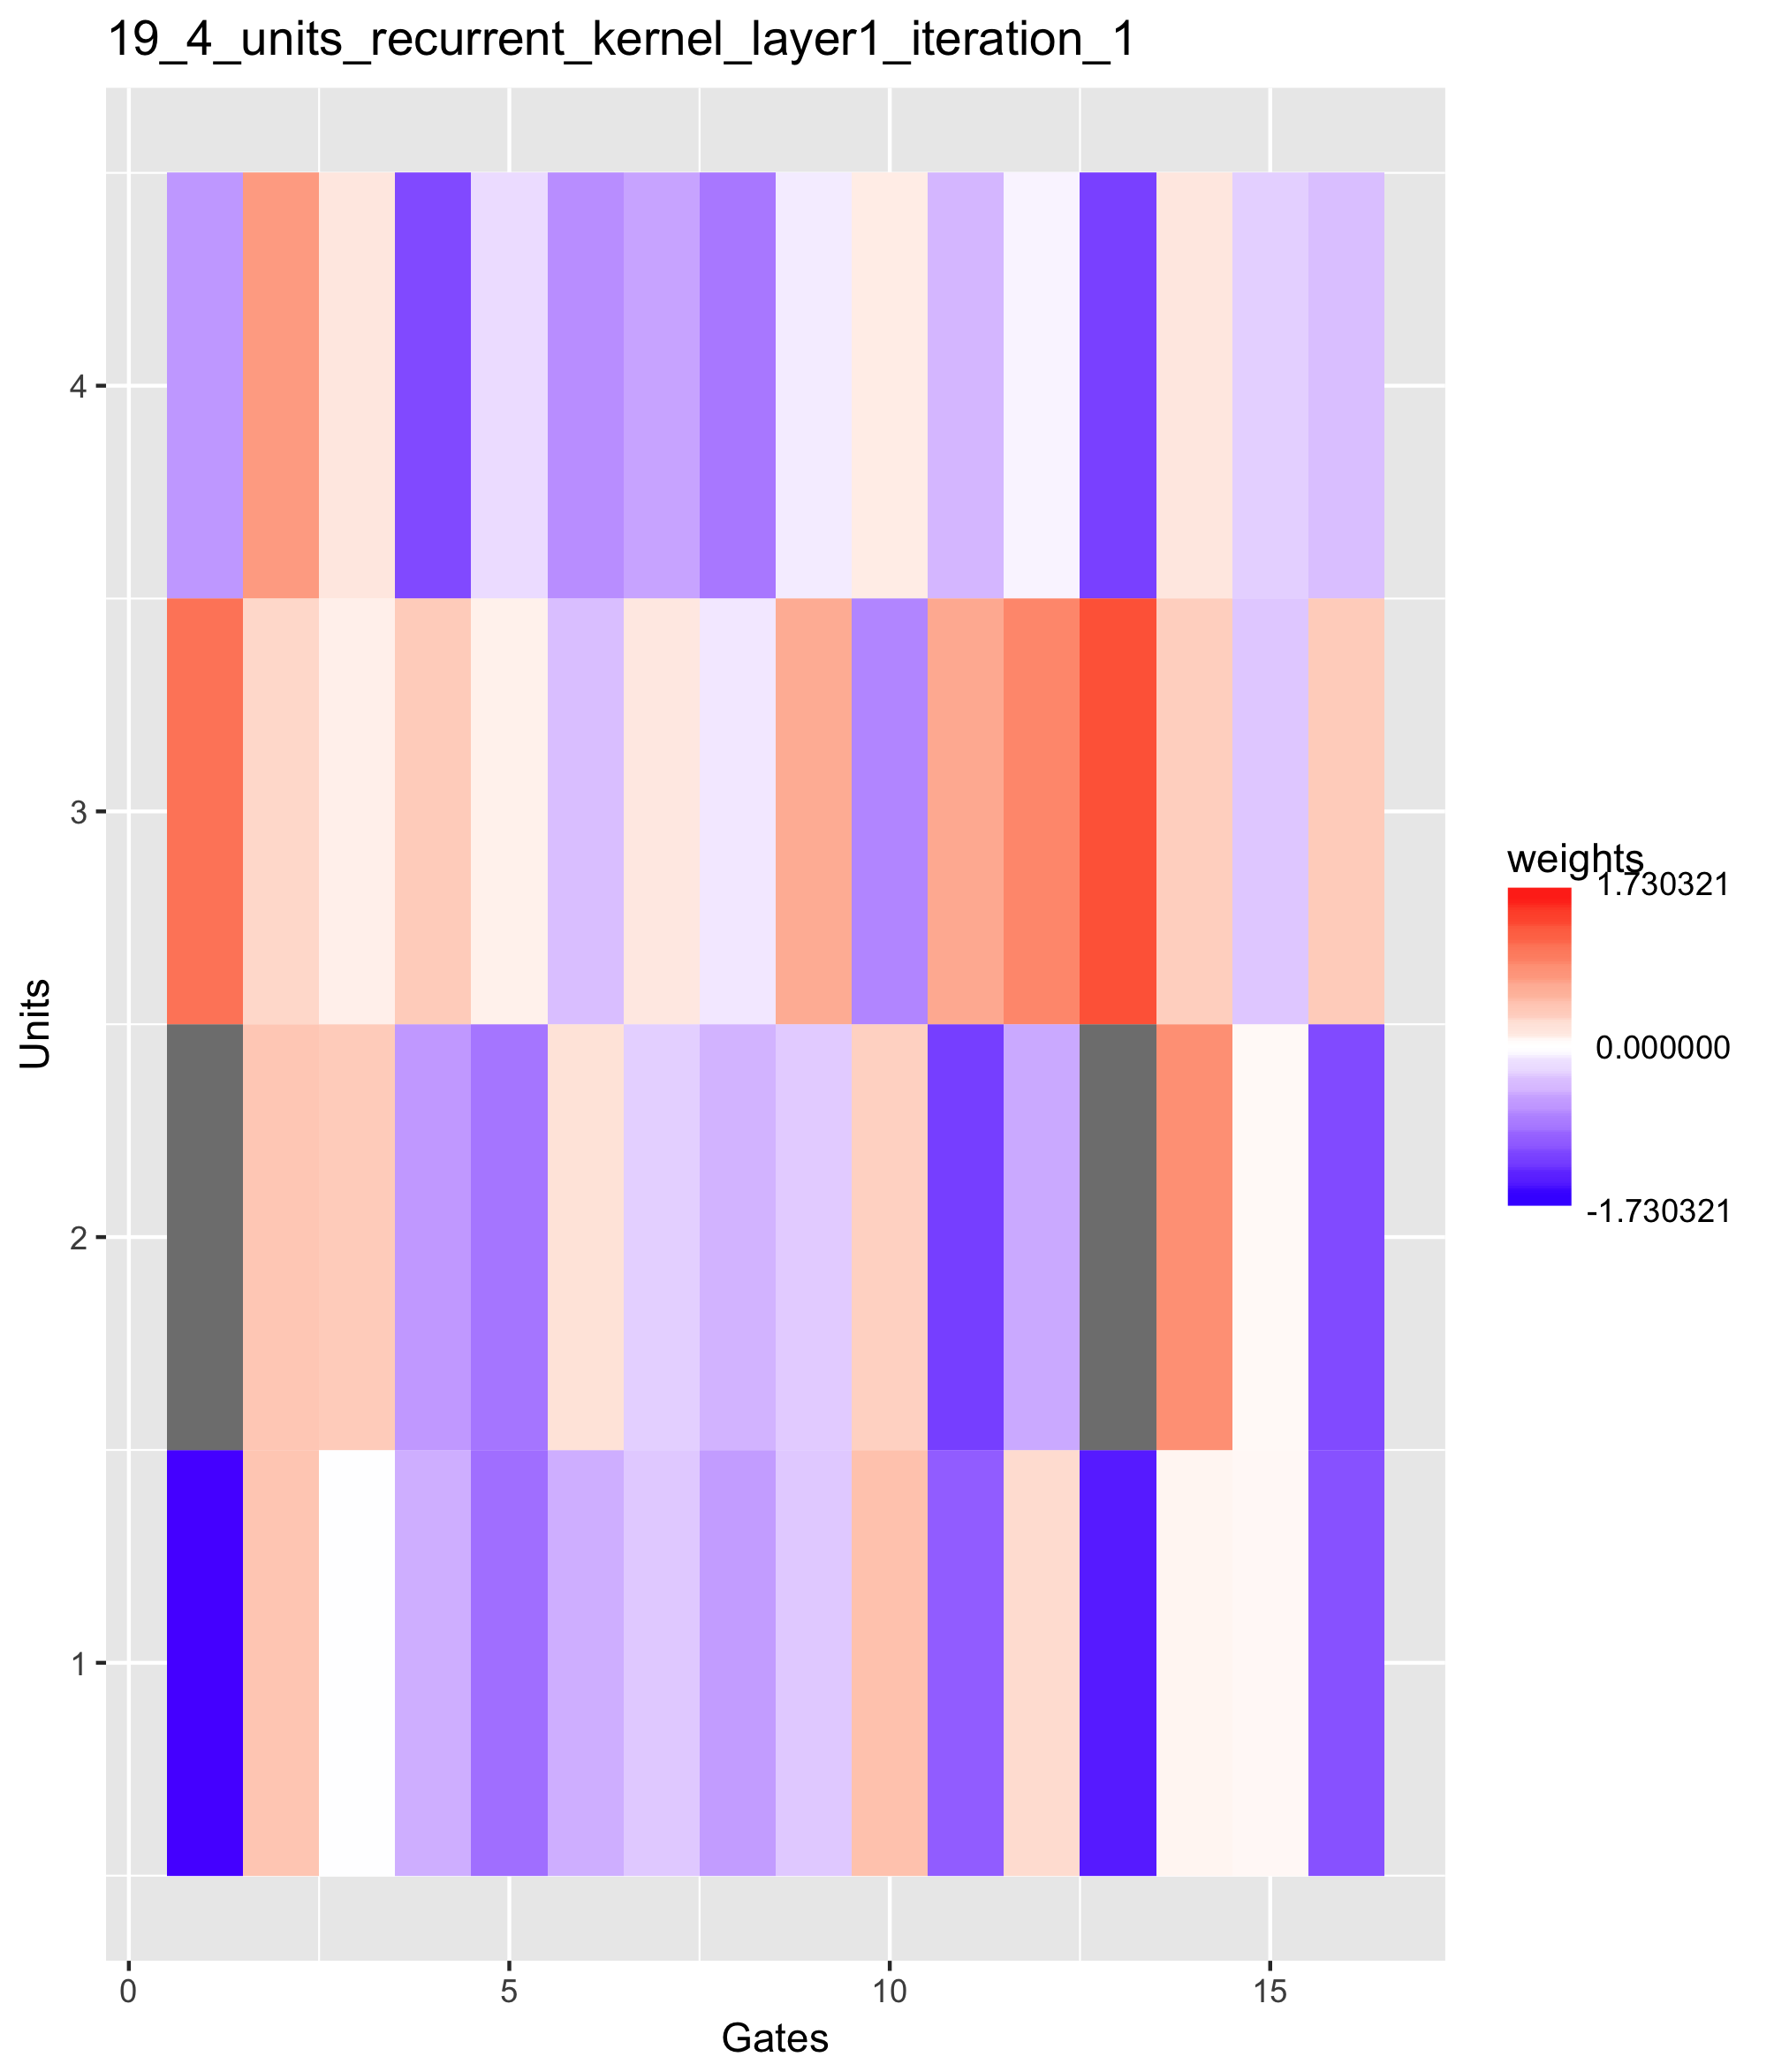 19_4_units_recurrent_kernel_layer1_iteration_1
Units
4
3
2
1
0
5
10
15
Gates
weights
1.730321
0.000000
-1.730321